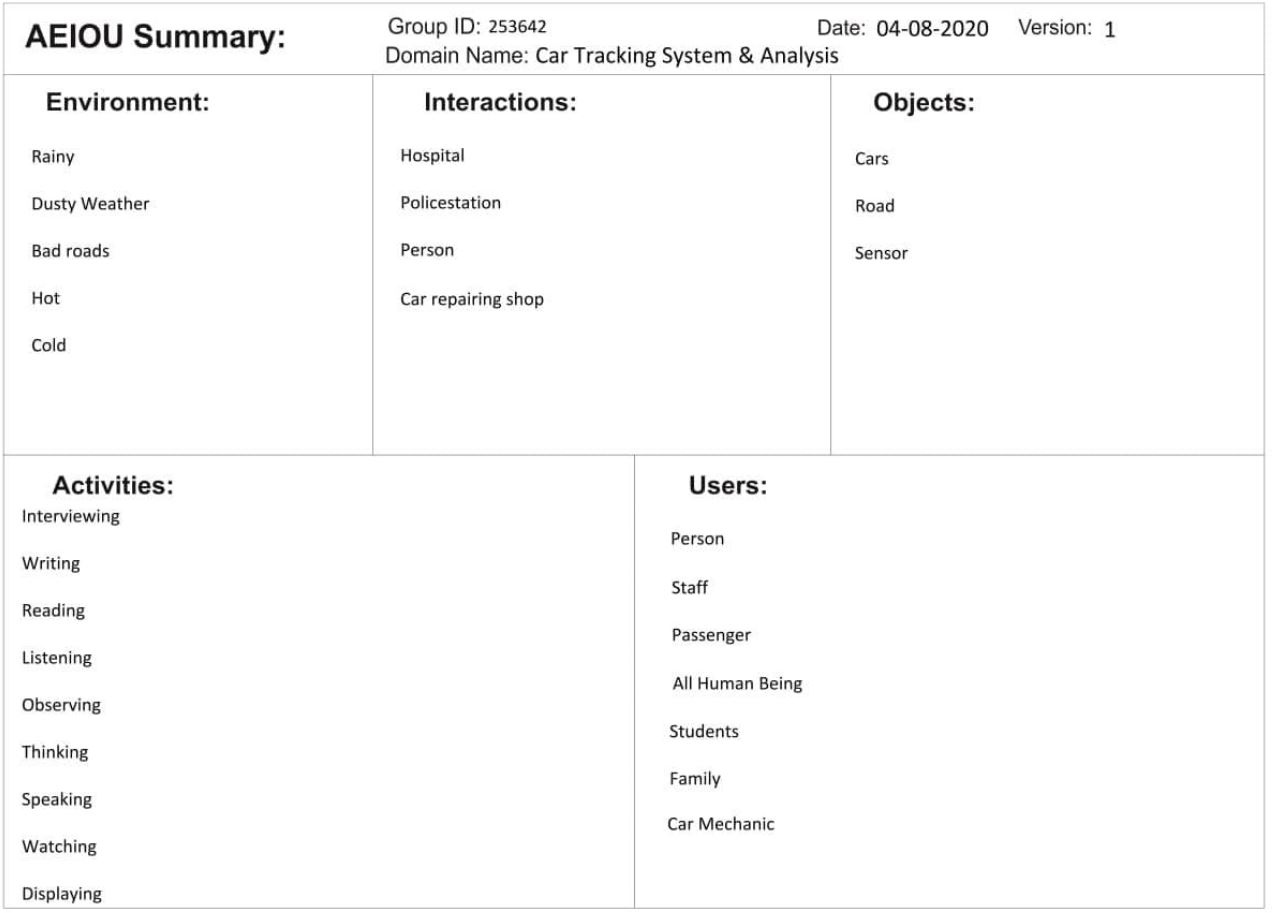 AEIOU Summary:
Group ID: 253642
Date: 04-08-2020 Version: 1
Domain Name: Car Tracking System & Analysis
Environment:
Rainy
Dusty Weather
Bad roads
Hot
Cold
Interactions:
Hospital
Policestation
Person
Car repairing shop
Objects:
Cars
Road
Sensor
Activities:
Interviewing
Writing
Reading
Listening
Observing
Thinking
Speaking
Watching
Displaying
Users:
Person
Staff
Passenger
All Human Being
Students
Family
Car Mechanic